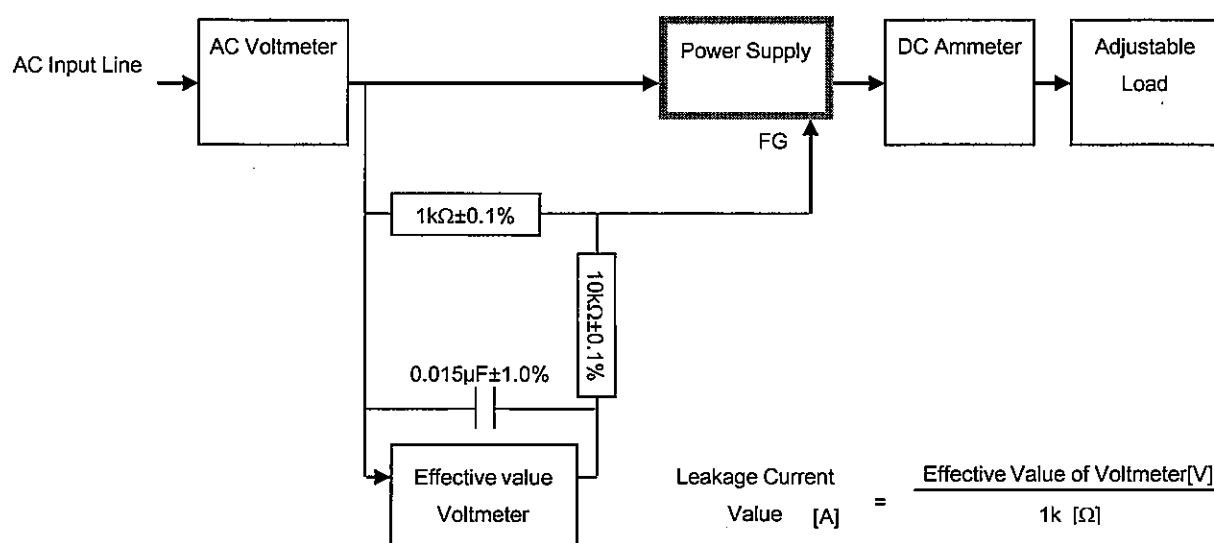 AC Input Line
AC Voltmeter
Power Supply
DC Ammeter
Adjustable
Load
FG
1kΩ±0.1%
10kΩ±0.1%
0.015µF±1.0%
Effective value
Voltmeter
Leakage Current
Value [A]
=
Effective Value of Voltmeter[V]
1k [Ω]